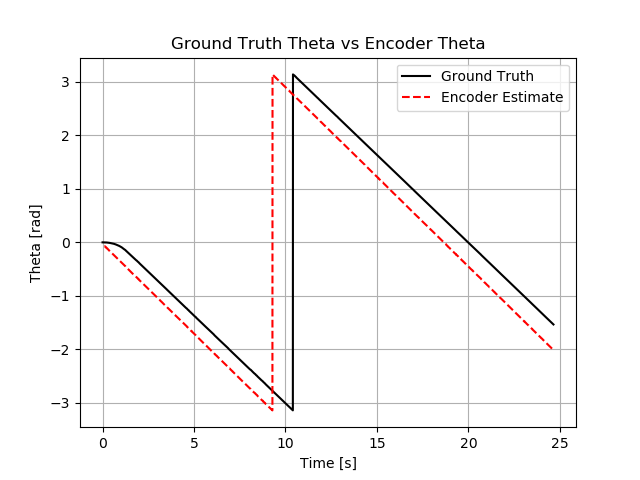 Ground Truth Theta vs Encoder Theta
Ground Truth
Encoder Estimate
3
2
1
0
−1
−2
−3
Theta [rad]
0 5 10 15 20 25
Time [s]